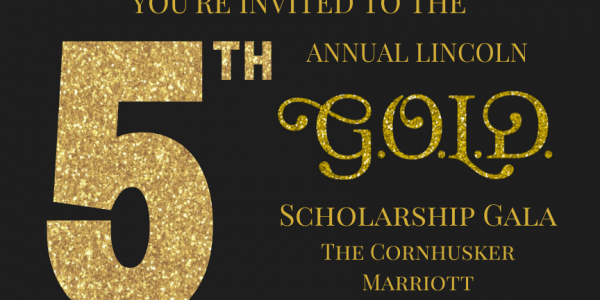 YOU'RE INVITED TO THE
5TH
ANNUAL LINCOLN
G.O.L.D.
SCHOLARSHIP GALA
THE CORNHUSKER
MARRIOTT